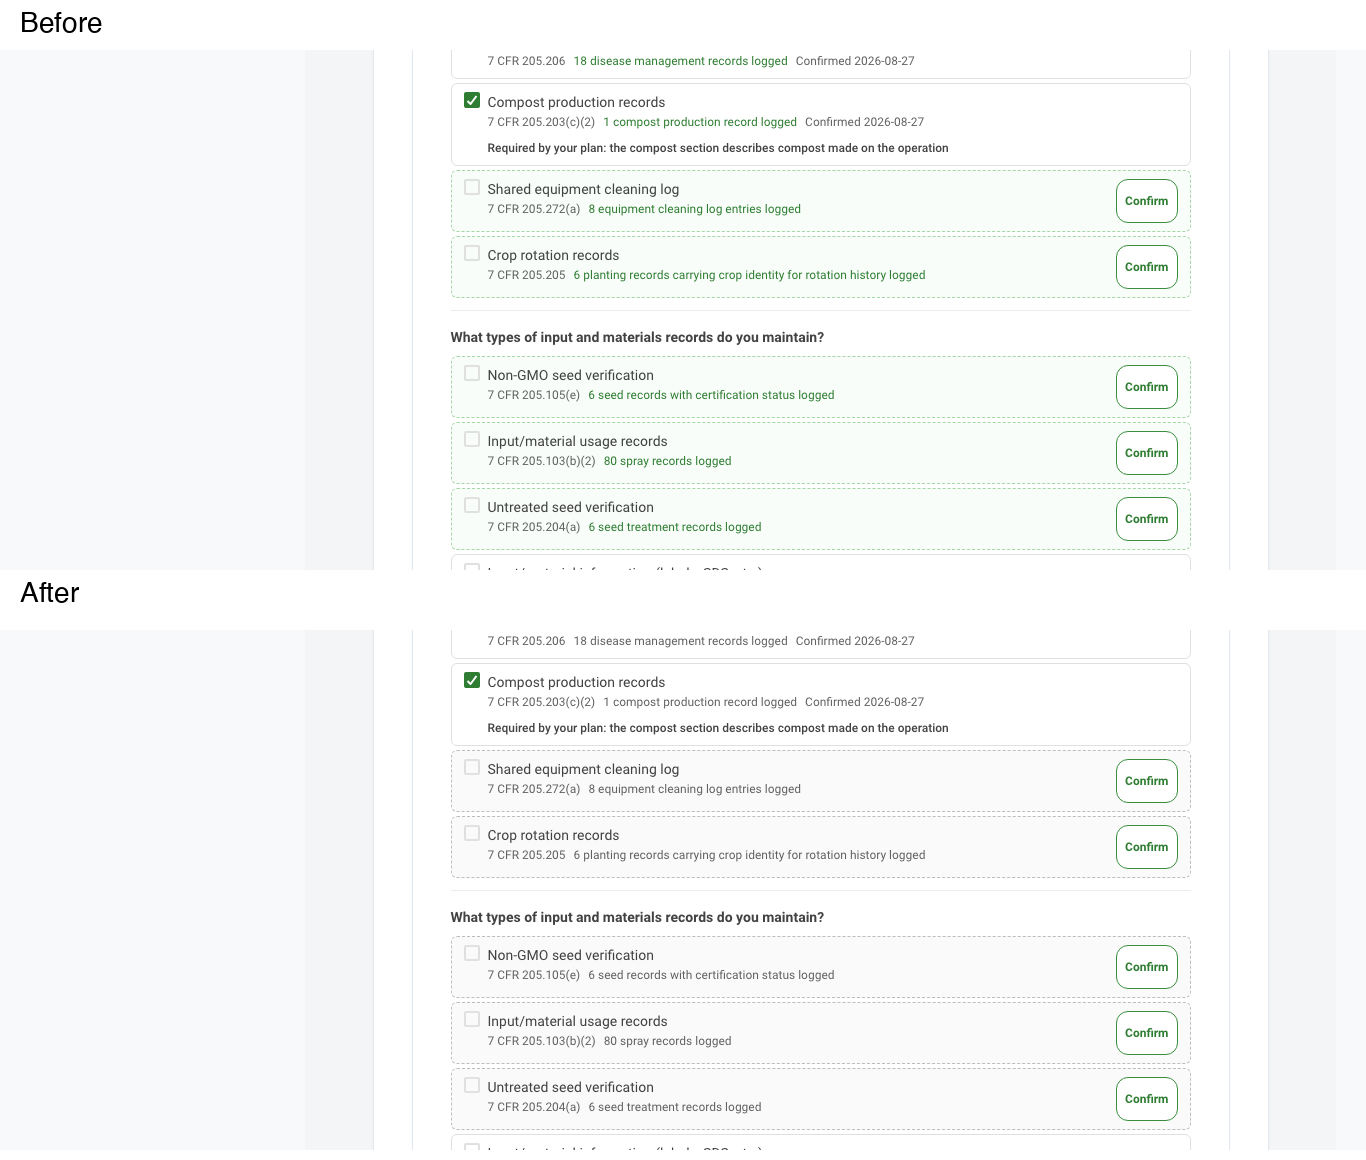 Before
7 CFR 205.206 18 disease management records logged Confirmed 2026-08-27
Compost production records
7 CFR 205.203(c)(2) 1 compost production record logged Confirmed 2026-08-27
Required by your plan: the compost section describes compost made on the operation
Shared equipment cleaning log
7 CFR 205.272(a) 8 equipment cleaning log entries logged
Confirm
Crop rotation records
7 CFR 205.205 6 planting records carrying crop identity for rotation history logged
Confirm
What types of input and materials records do you maintain?
Non-GMO seed verification
7 CFR 205.105(e) 6 seed records with certification status logged
Confirm
Input/material usage records
7 CFR 205.103(b)(2) 80 spray records logged
Confirm
Untreated seed verification
7 CFR 205.204(a) 6 seed treatment records logged
Confirm
After
7 CFR 205.206 18 disease management records logged Confirmed 2026-08-27
Compost production records
7 CFR 205.203(c)(2) 1 compost production record logged Confirmed 2026-08-27
Required by your plan: the compost section describes compost made on the operation
Shared equipment cleaning log
7 CFR 205.272(a) 8 equipment cleaning log entries logged
Confirm
Crop rotation records
7 CFR 205.205 6 planting records carrying crop identity for rotation history logged
Confirm
What types of input and materials records do you maintain?
Non-GMO seed verification
7 CFR 205.105(e) 6 seed records with certification status logged
Confirm
Input/material usage records
7 CFR 205.103(b)(2) 80 spray records logged
Confirm
Untreated seed verification
7 CFR 205.204(a) 6 seed treatment records logged
Confirm